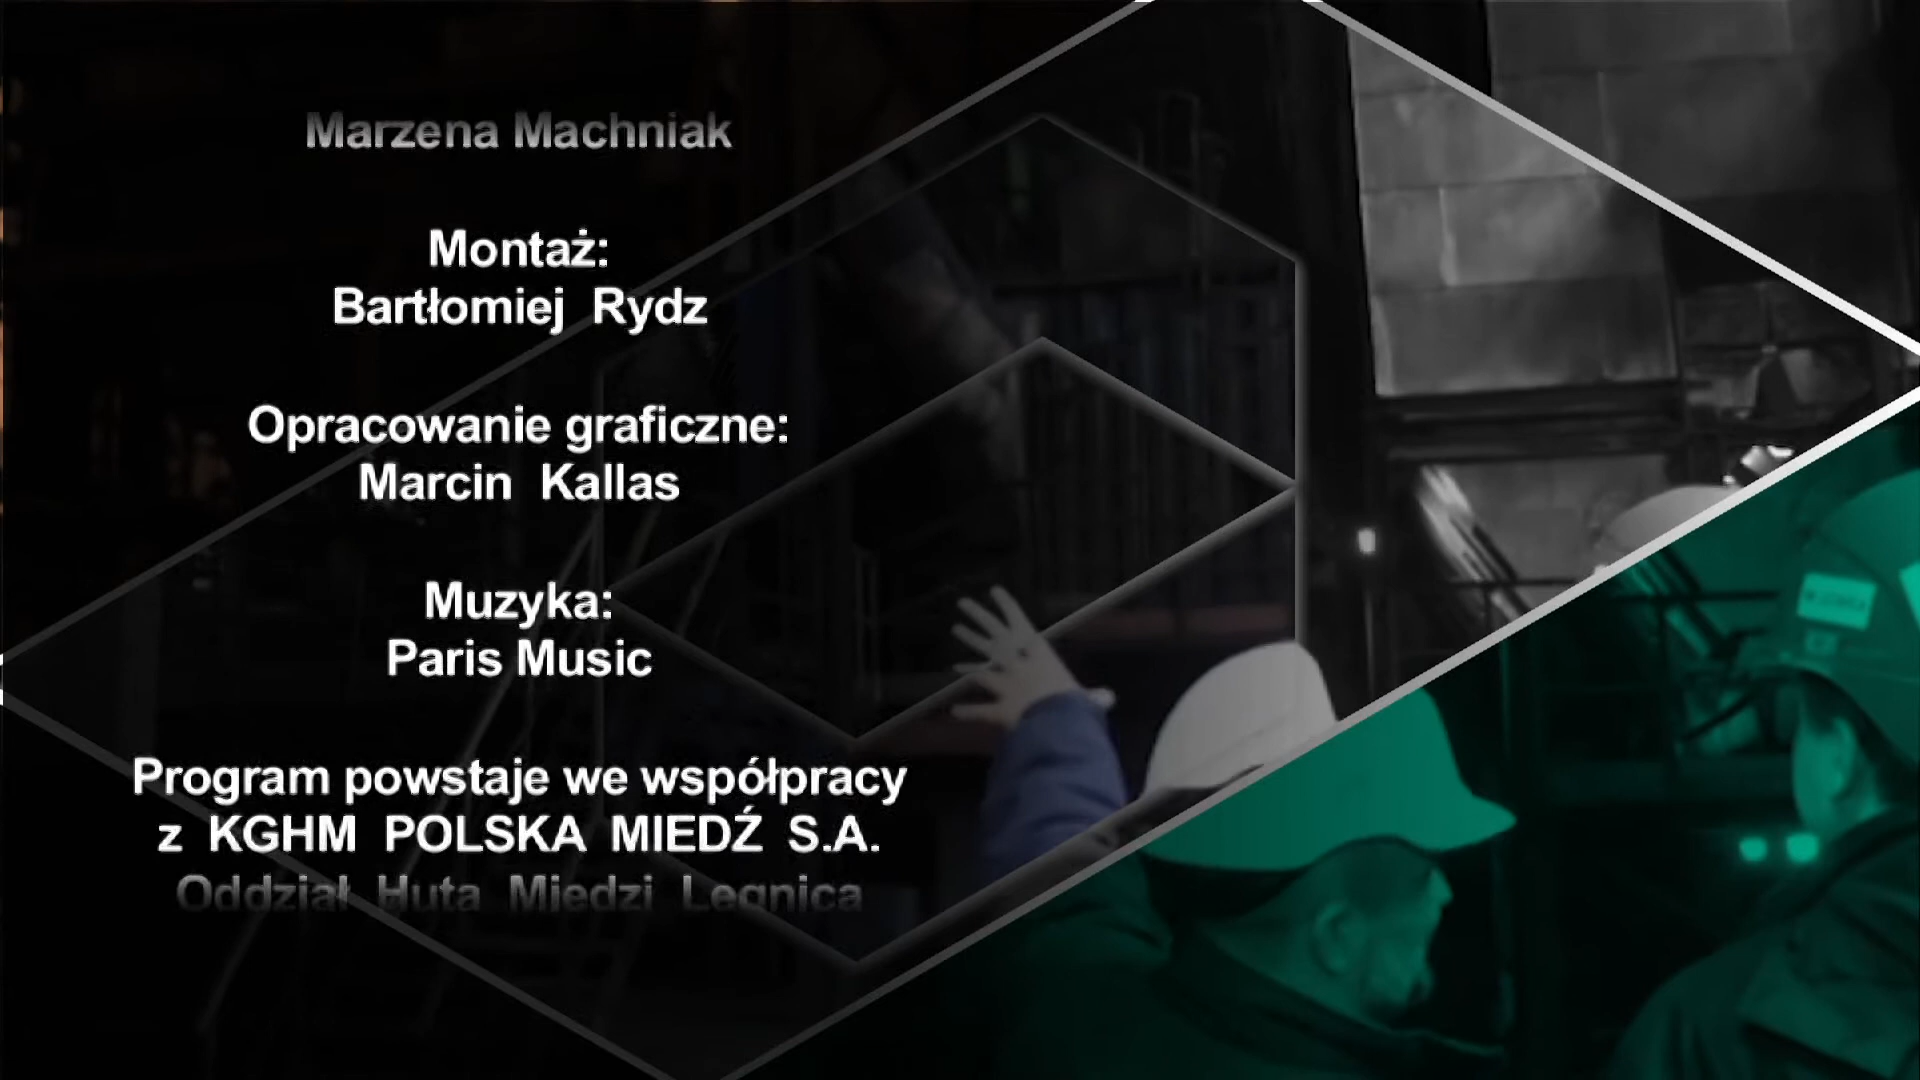 Marzena Machniak
Montaż:
Bartłomiej Rydz
Opracowanie graficzne:
Marcin Kallas
Muzyka:
Paris Music
Program powstaje we współpracy
z KGHM POLSKA MIEDŹ S.A.
Oddział Huta Miedzi Legnica